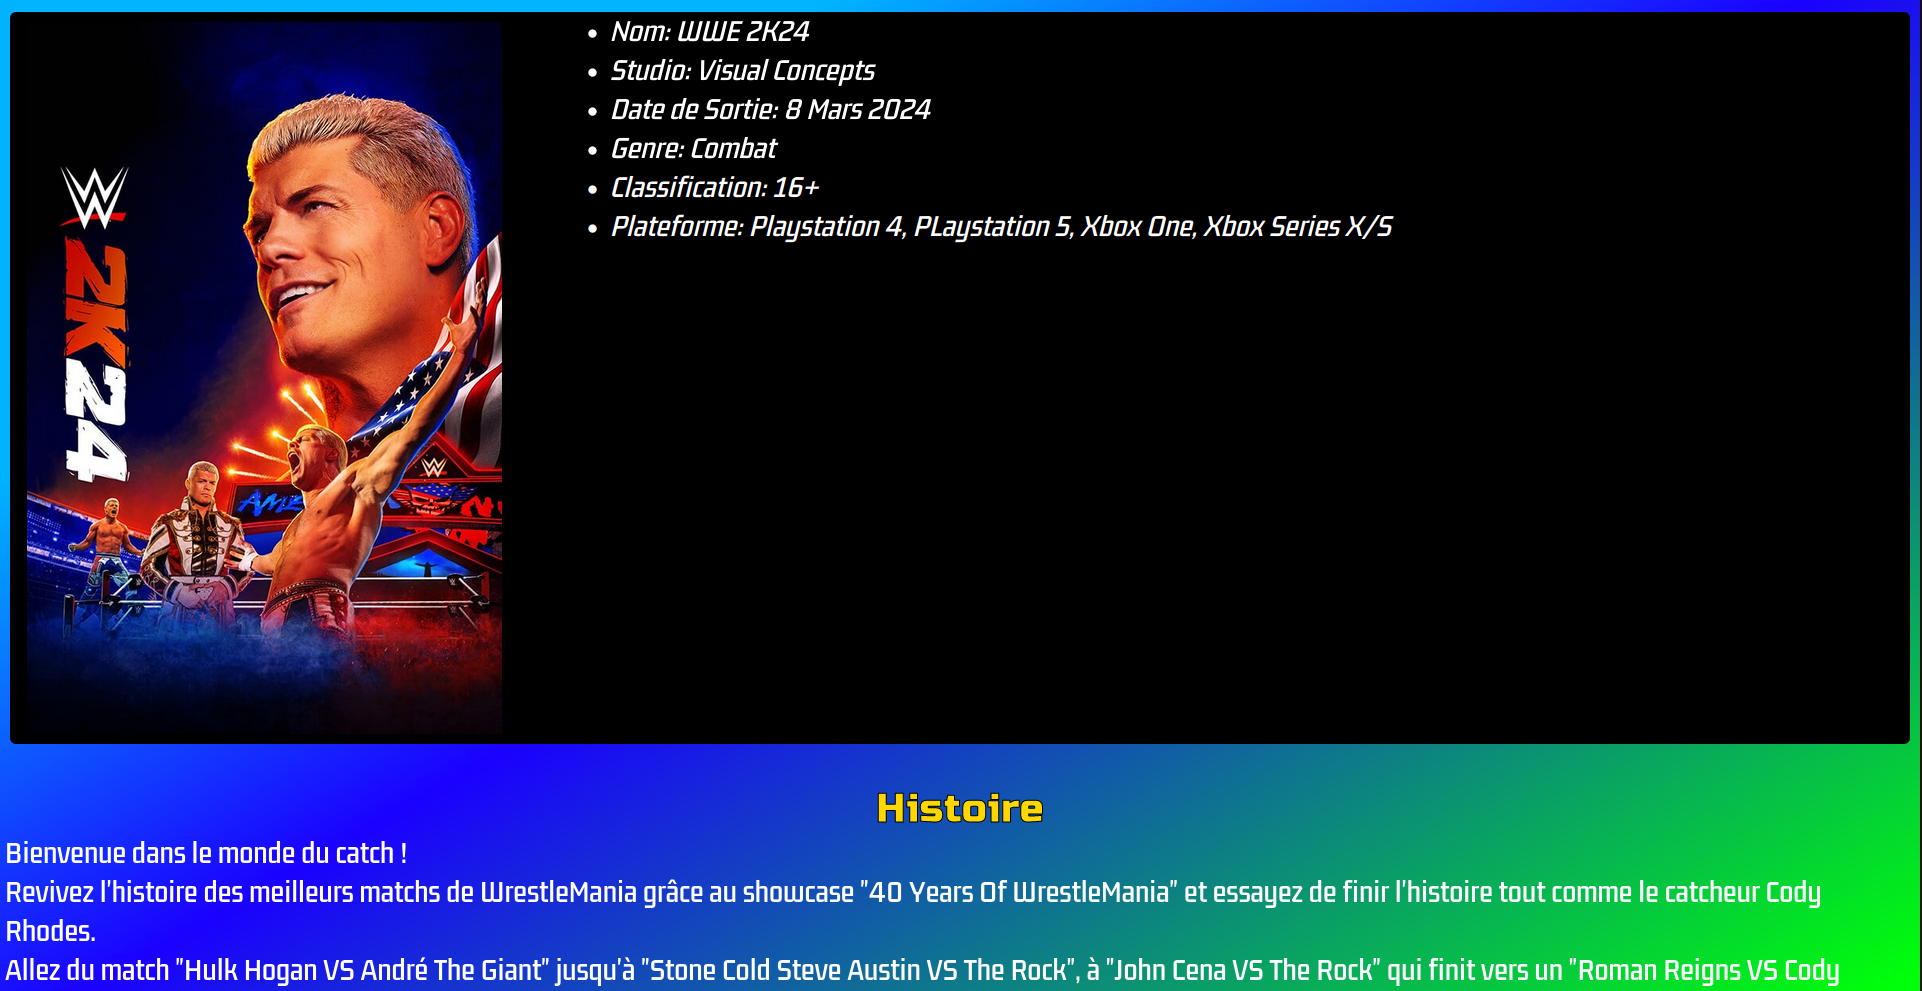 Nom: WWE 2K24
Studio: Visual Concepts
Date de Sortie: 8 Mars 2024
Genre: Combat
Classification: 16+
Plateforme: Playstation 4, PLaystation 5, Xbox One, Xbox Series X/S
W
2K24
W
Histoire
Bienvenue dans le monde du catch !
Revivez l'histoire des meilleurs matchs de WrestleMania grâce au showcase "40 Years Of WrestleMania" et essayez de finir l'histoire tout comme le catcheur Cody
Rhodes.
Allez du match "Hulk Hogan VS André The Giant" jusqu'à "Stone Cold Steve Austin VS The Rock", à "John Cena VS The Rock" qui finit vers un "Roman Reigns VS Cody